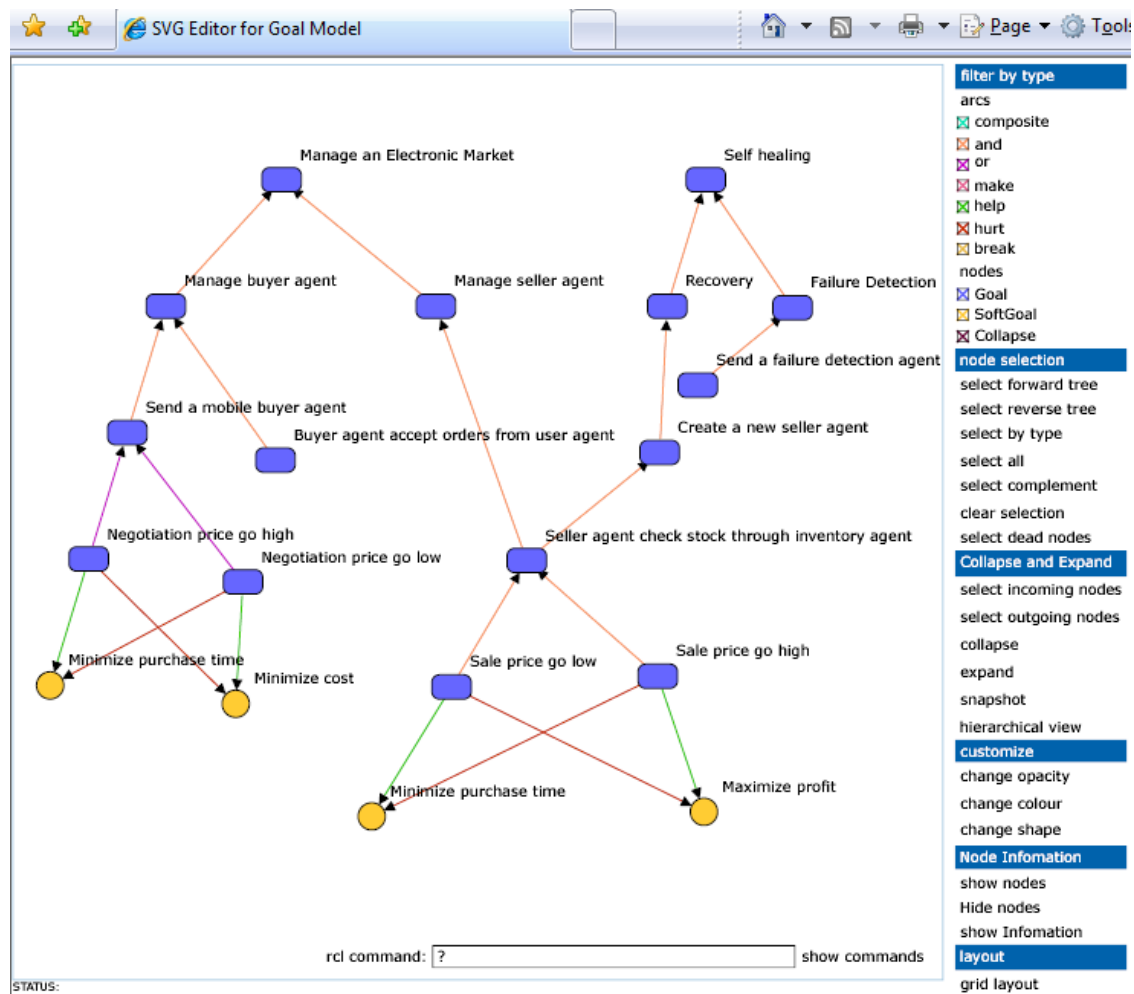 SVG Editor for Goal Model
Page
Tools
filter by type
arcs
composite
and
or
make
help
hurt
break
nodes
Goal
SoftGoal
Collapse
node selection
select forward tree
select reverse tree
select by type
select all
select complement
clear selection
select dead nodes
Collapse and Expand
select incoming nodes
select outgoing nodes
collapse
expand
snapshot
hierarchical view
customize
change opacity
change colour
change shape
Node Infomation
show nodes
Hide nodes
show Infomation
layout
grid layout
Manage an Electronic Market
Self healing
Manage buyer agent
Manage seller agent
Recovery
Failure Detection
Send a failure detection agent
Send a mobile buyer agent
Buyer agent accept orders from user agent
Create a new seller agent
Negotiation price go high
Negotiation price go low
Seller agent check stock through inventory agent
Minimize purchase time
Minimize cost
Sale price go low
Sale price go high
Minimize purchase time
Maximize profit
rcl command: ? show commands
STATUS: